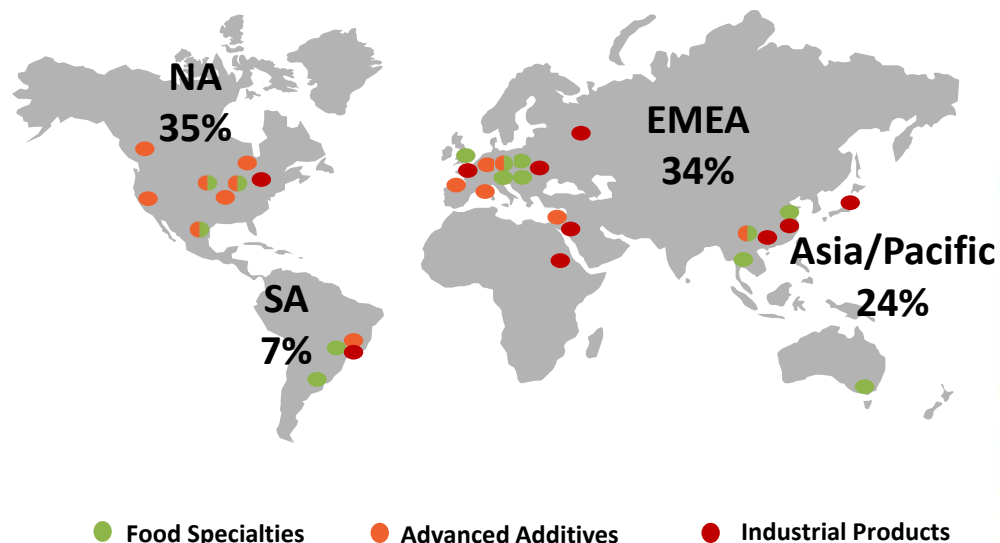 NA
35%
EMEA
34%
Asia/Pacific
24%
SA
7%
Food Specialties
Advanced Additives
Industrial Products